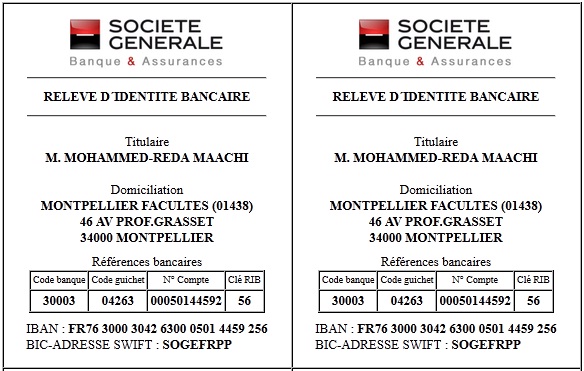 SOCIETE
GENERALE
Banque & Assurances
RELEVE D´IDENTITE BANCAIRE
Titulaire
M. MOHAMMED-REDA MAACHI
Domiciliation
MONTPELLIER FACULTES (01438)
46 AV PROF.GRASSET
34000 MONTPELLIER
Références bancaires
Code banque Code guichet N° Compte Clé RIB
30003 04263 00050144592 56
IBAN : FR76 3000 3042 6300 0501 4459 256
BIC-ADRESSE SWIFT : SOGEFRPP
SOCIETE
GENERALE
Banque & Assurances
RELEVE D´IDENTITE BANCAIRE
Titulaire
M. MOHAMMED-REDA MAACHI
Domiciliation
MONTPELLIER FACULTES (01438)
46 AV PROF.GRASSET
34000 MONTPELLIER
Références bancaires
Code banque Code guichet N° Compte Clé RIB
30003 04263 00050144592 56
IBAN : FR76 3000 3042 6300 0501 4459 256
BIC-ADRESSE SWIFT : SOGEFRPP